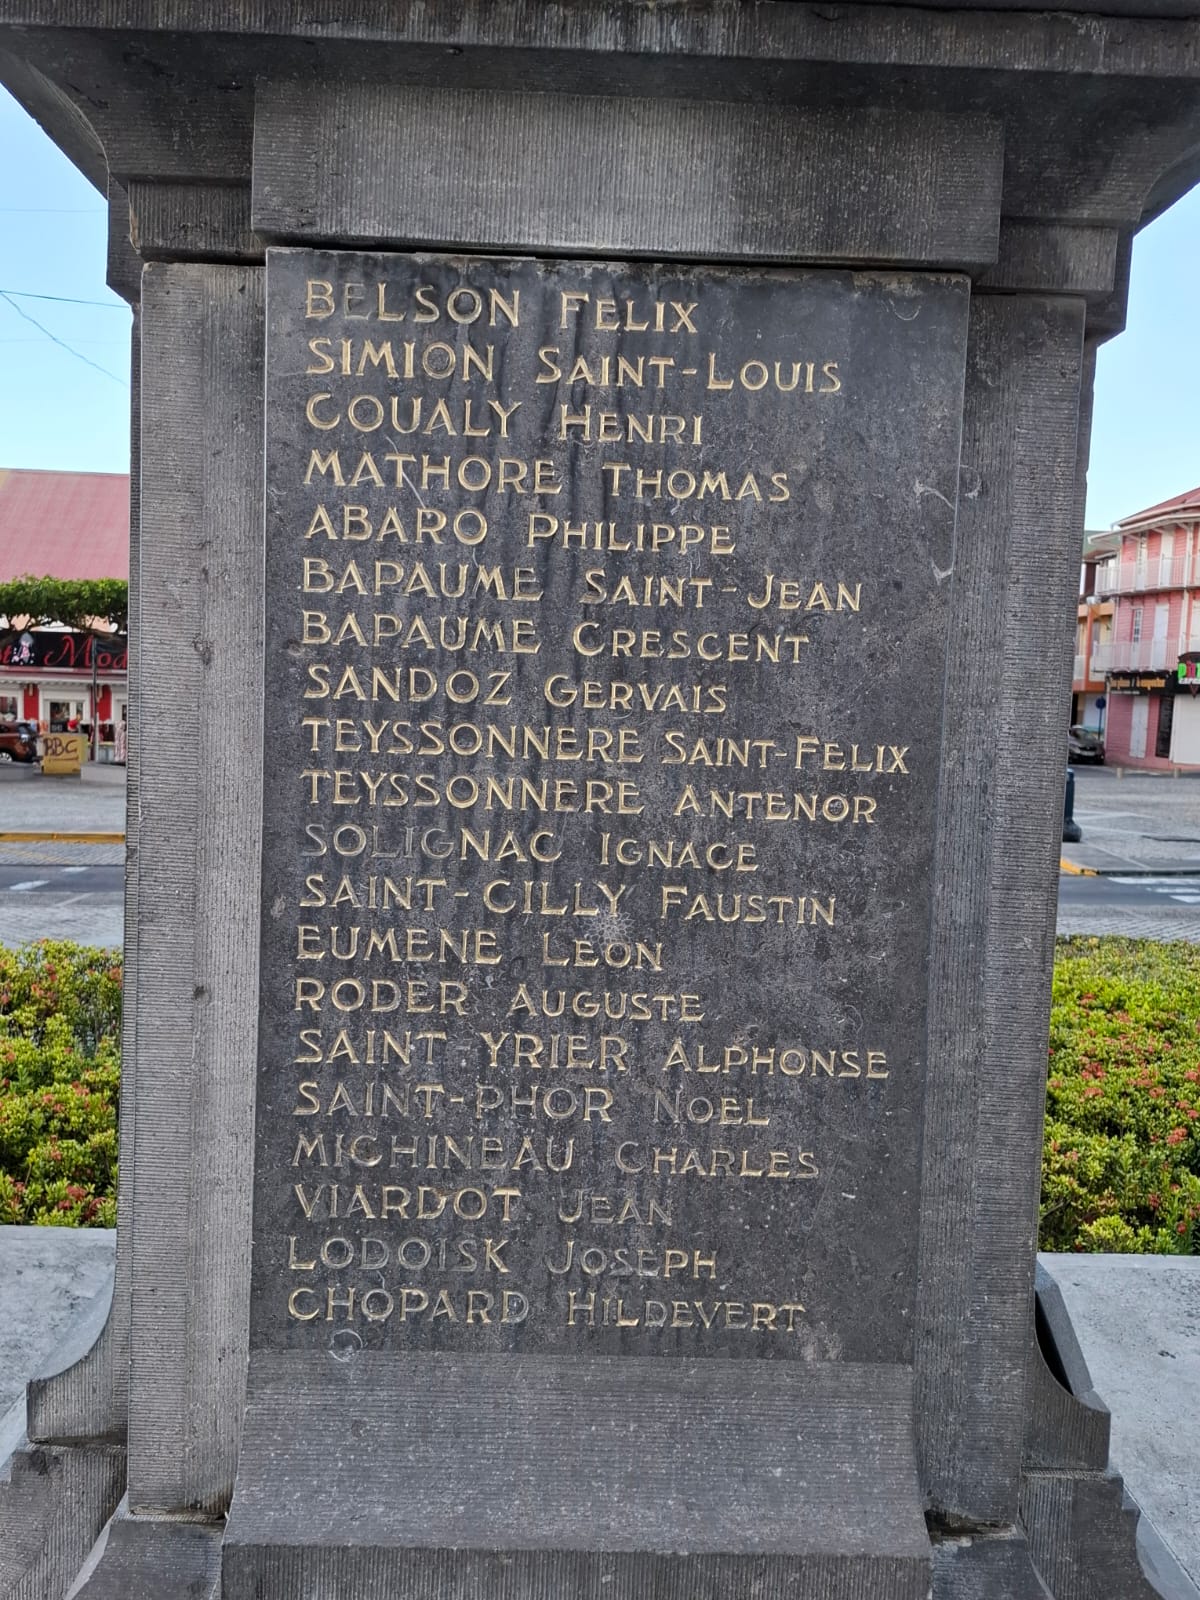 BELSON FELIX
SIMION SAINT-LOUIS
COUALY HENRI
MATHORE THOMAS
ABARO PHILIPPE
BAPAUME SAINT-JEAN
BAPAUME CRESCENT
SANDOZ GERVAIS
TEYSSONNERE SAINT-FELIX
TEYSSONNERE ANTENOR
SOLIGNAC IGNACE
SAINT-CILLY FAUSTIN
EUMENE LEON
RODER AUGUSTE
SAINT-YRIER ALPHONSE
SAINT-PHOR NOEL
MICHINEAU CHARLES
VIARDOT JEAN
LODOISK JOSEPH
CHOPARD HILDEVERT
BBC